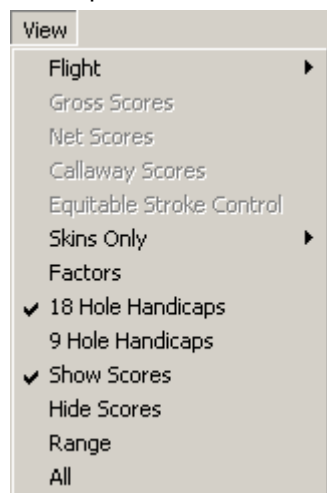 View
Flight
Gross Scores
Net Scores
Callaway Scores
Equitable Stroke Control
Skins Only
Factors
18 Hole Handicaps
9 Hole Handicaps
Show Scores
Hide Scores
Range
All